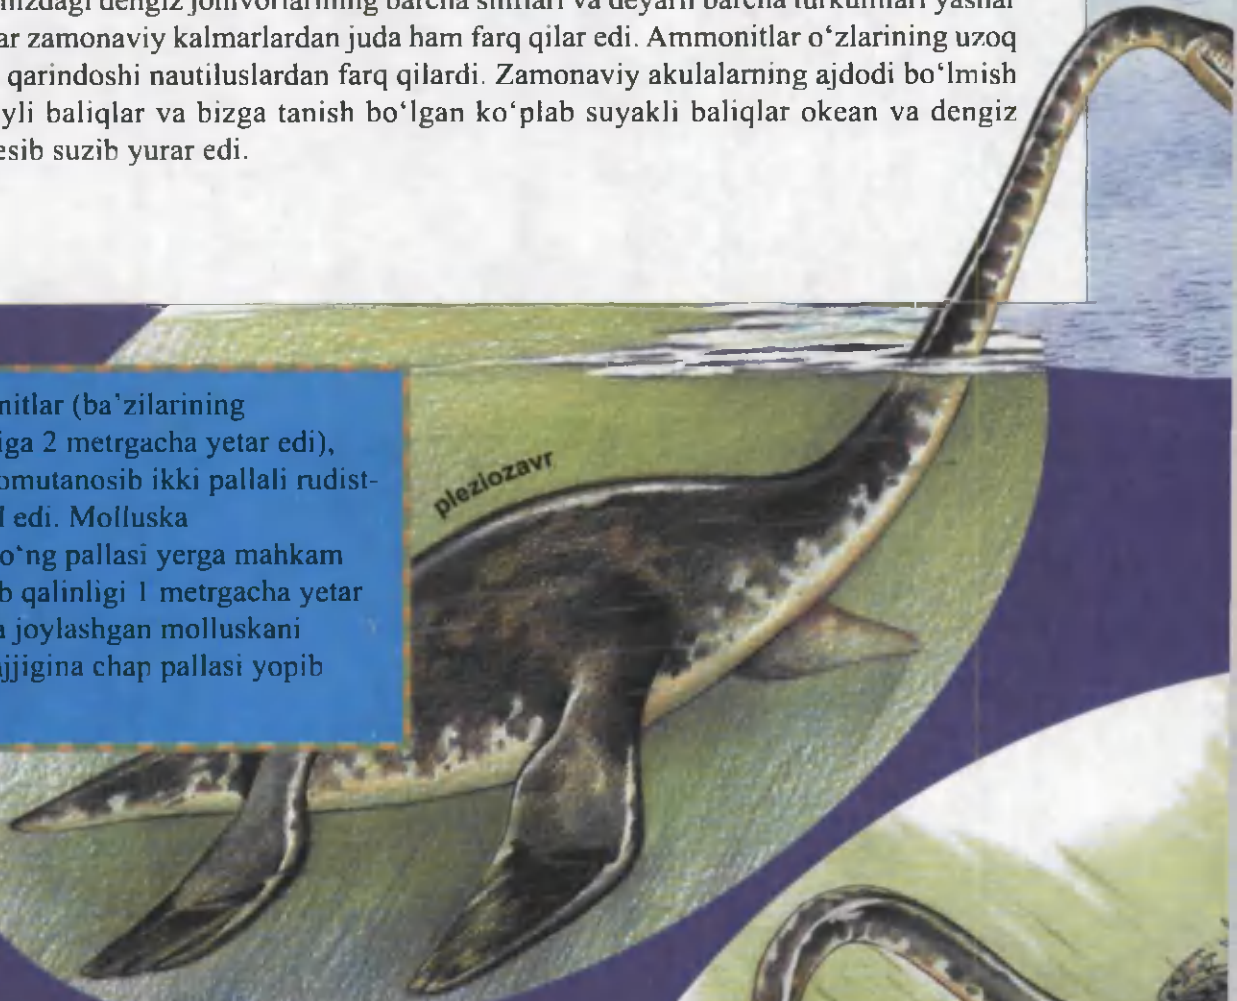 dengiz jonivorlarining barcha sinflari va deyarli barcha turkumlari yashar
zamonaviy kalmarlardan juda ham farq qilar edi. Ammonitlar o‘zlarining uzoq
qarindoshi nautiluslardan farq qilardi. Zamonaviy akulalarning ajdodi bo‘lmish
yli baliqlar va bizga tanish bo‘lgan ko‘plab suyakli baliqlar okean va dengiz
esib suzib yurar edi.
nitlar (ba’zilarining
iga 2 metrgacha yetar edi),
omutanosib ikki pallali rudist-
edi. Molluska
o‘ng pallasi yerga mahkam
b qalinligi 1 metrgacha yetar
joylashgan molluskani
jjigina chap pallasi yopib
pleziozavr